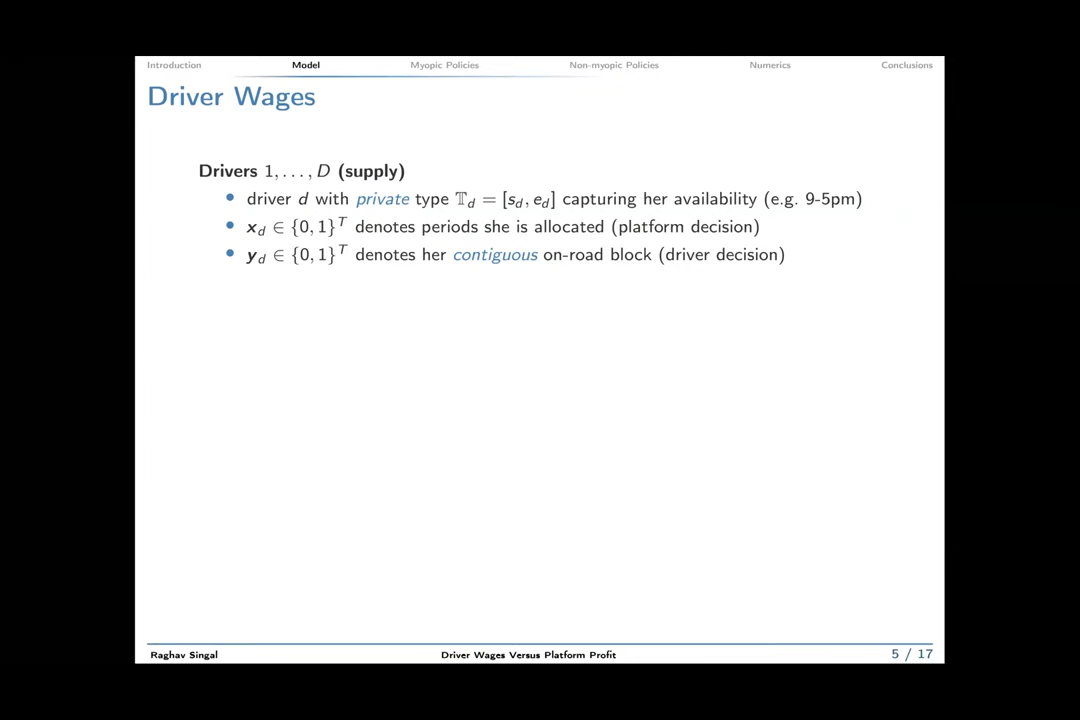 Introduction Model Myopic Policies Non-myopic Policies Numerics Conclusions
Driver Wages
Drivers 1, . . . , D (supply)
• driver d with private type 𝕋_d = [s_d, e_d] capturing her availability (e.g. 9-5pm)
• x_d ∈ {0, 1}^T denotes periods she is allocated (platform decision)
• y_d ∈ {0, 1}^T denotes her contiguous on-road block (driver decision)
Raghav Singal Driver Wages Versus Platform Profit 5 / 17